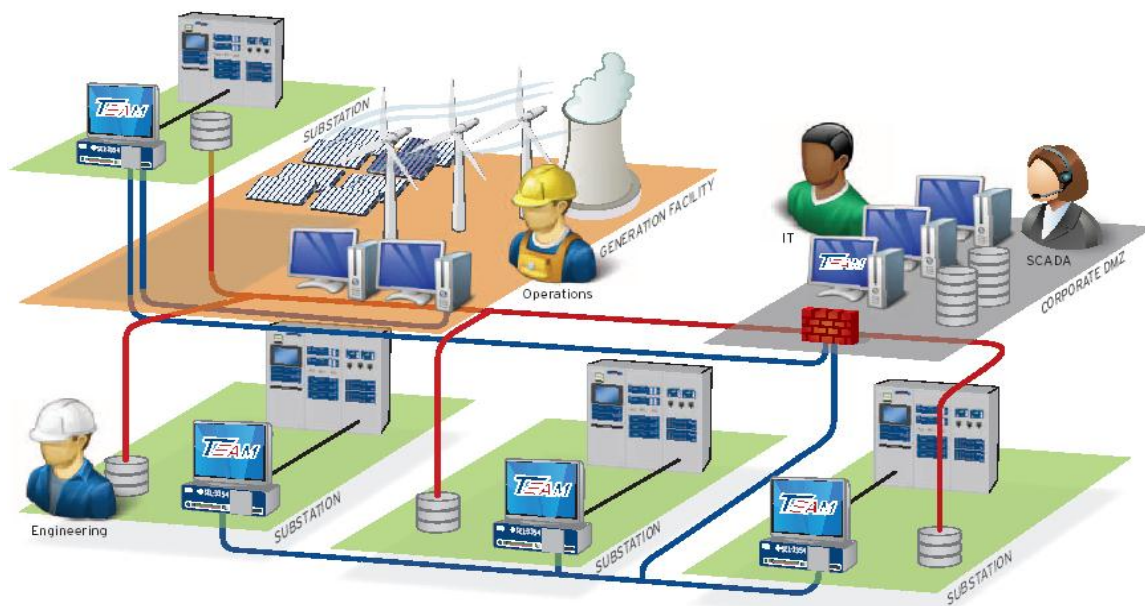 TEAM
SUBSTATION
GENERATION FACILITY
Operations
IT
TEAM
SCADA
CORPORATE DMZ
TEAM
Engineering
SUBSTATION
TEAM
SUBSTATION
TEAM
SUBSTATION